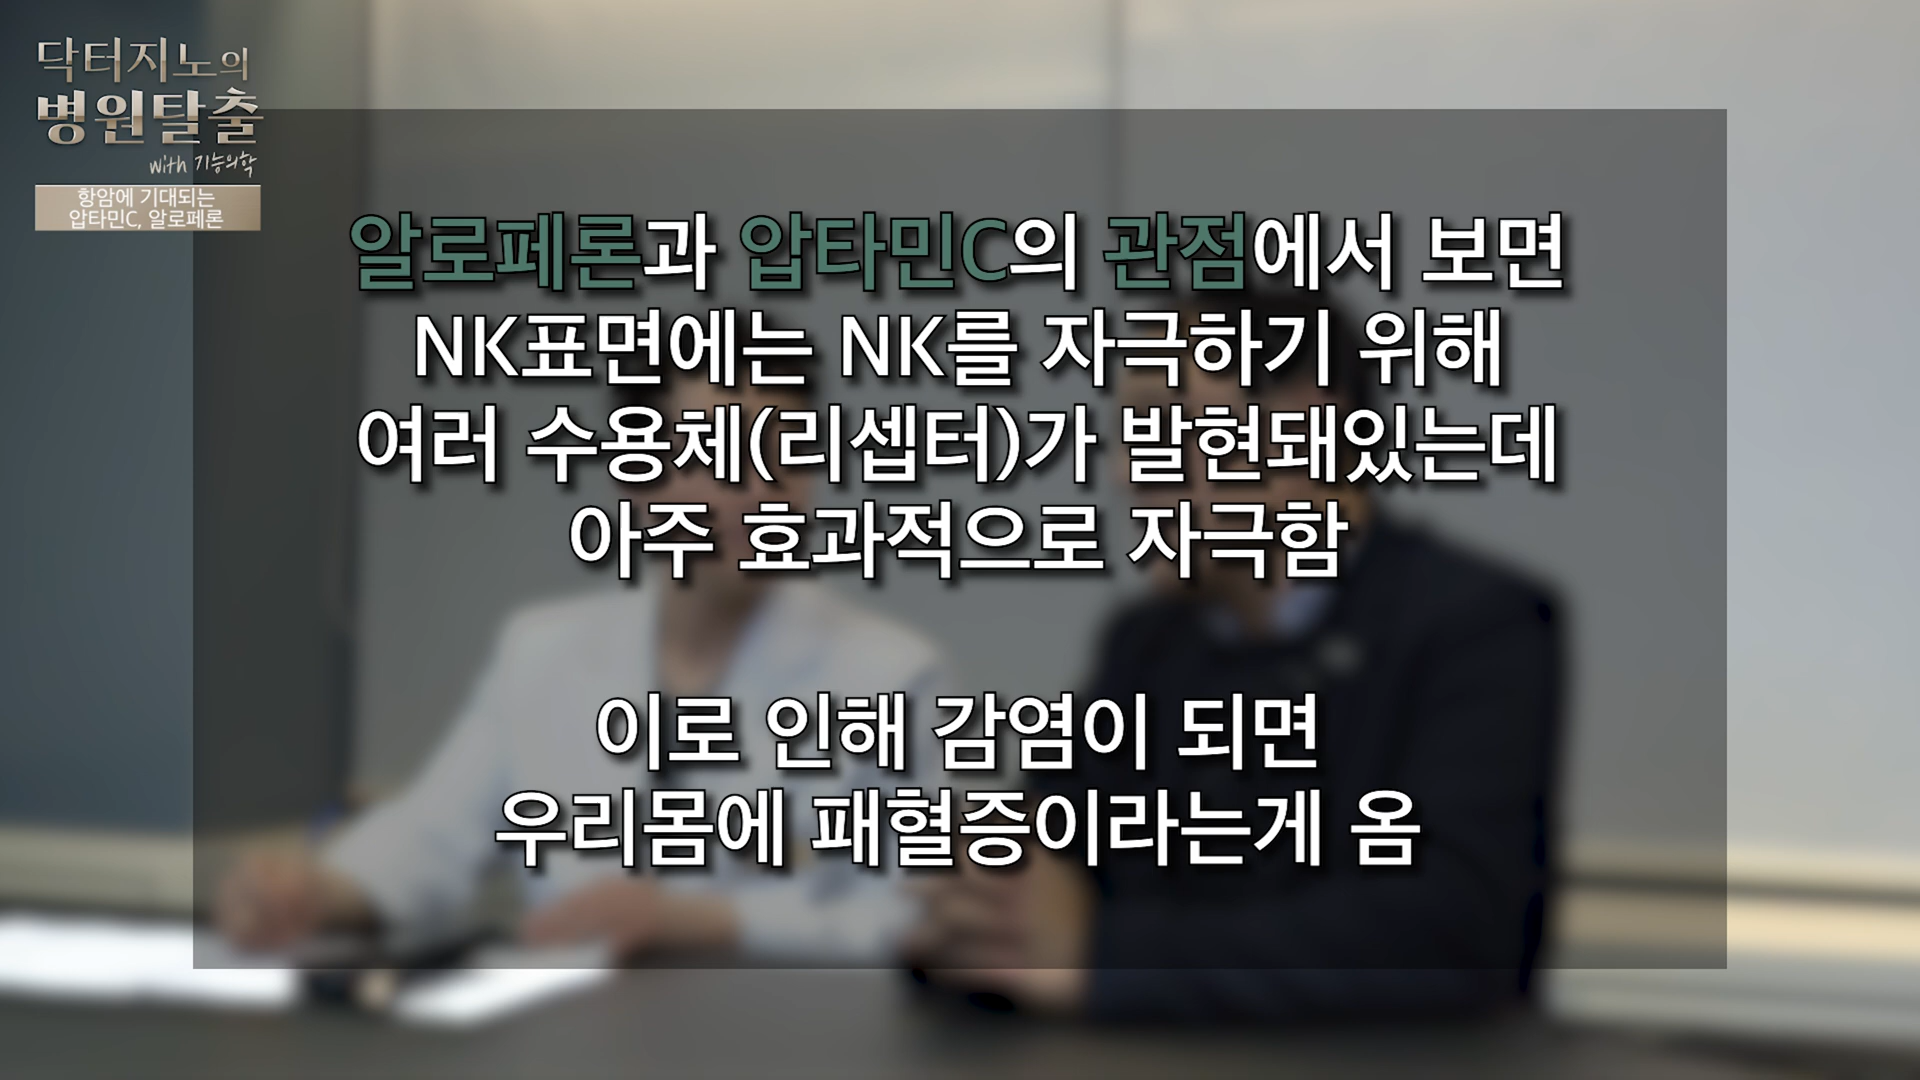 닥터지노의
병원탈출
with 기능의학
항암에 기대되는
압타민C, 알로페론
알로페론과 압타민C의 관점에서 보면
NK표면에는 NK를 자극하기 위해
여러 수용체(리셉터)가 발현돼있는데
아주 효과적으로 자극함
이로 인해 감염이 되면
우리몸에 패혈증이라는게 옴